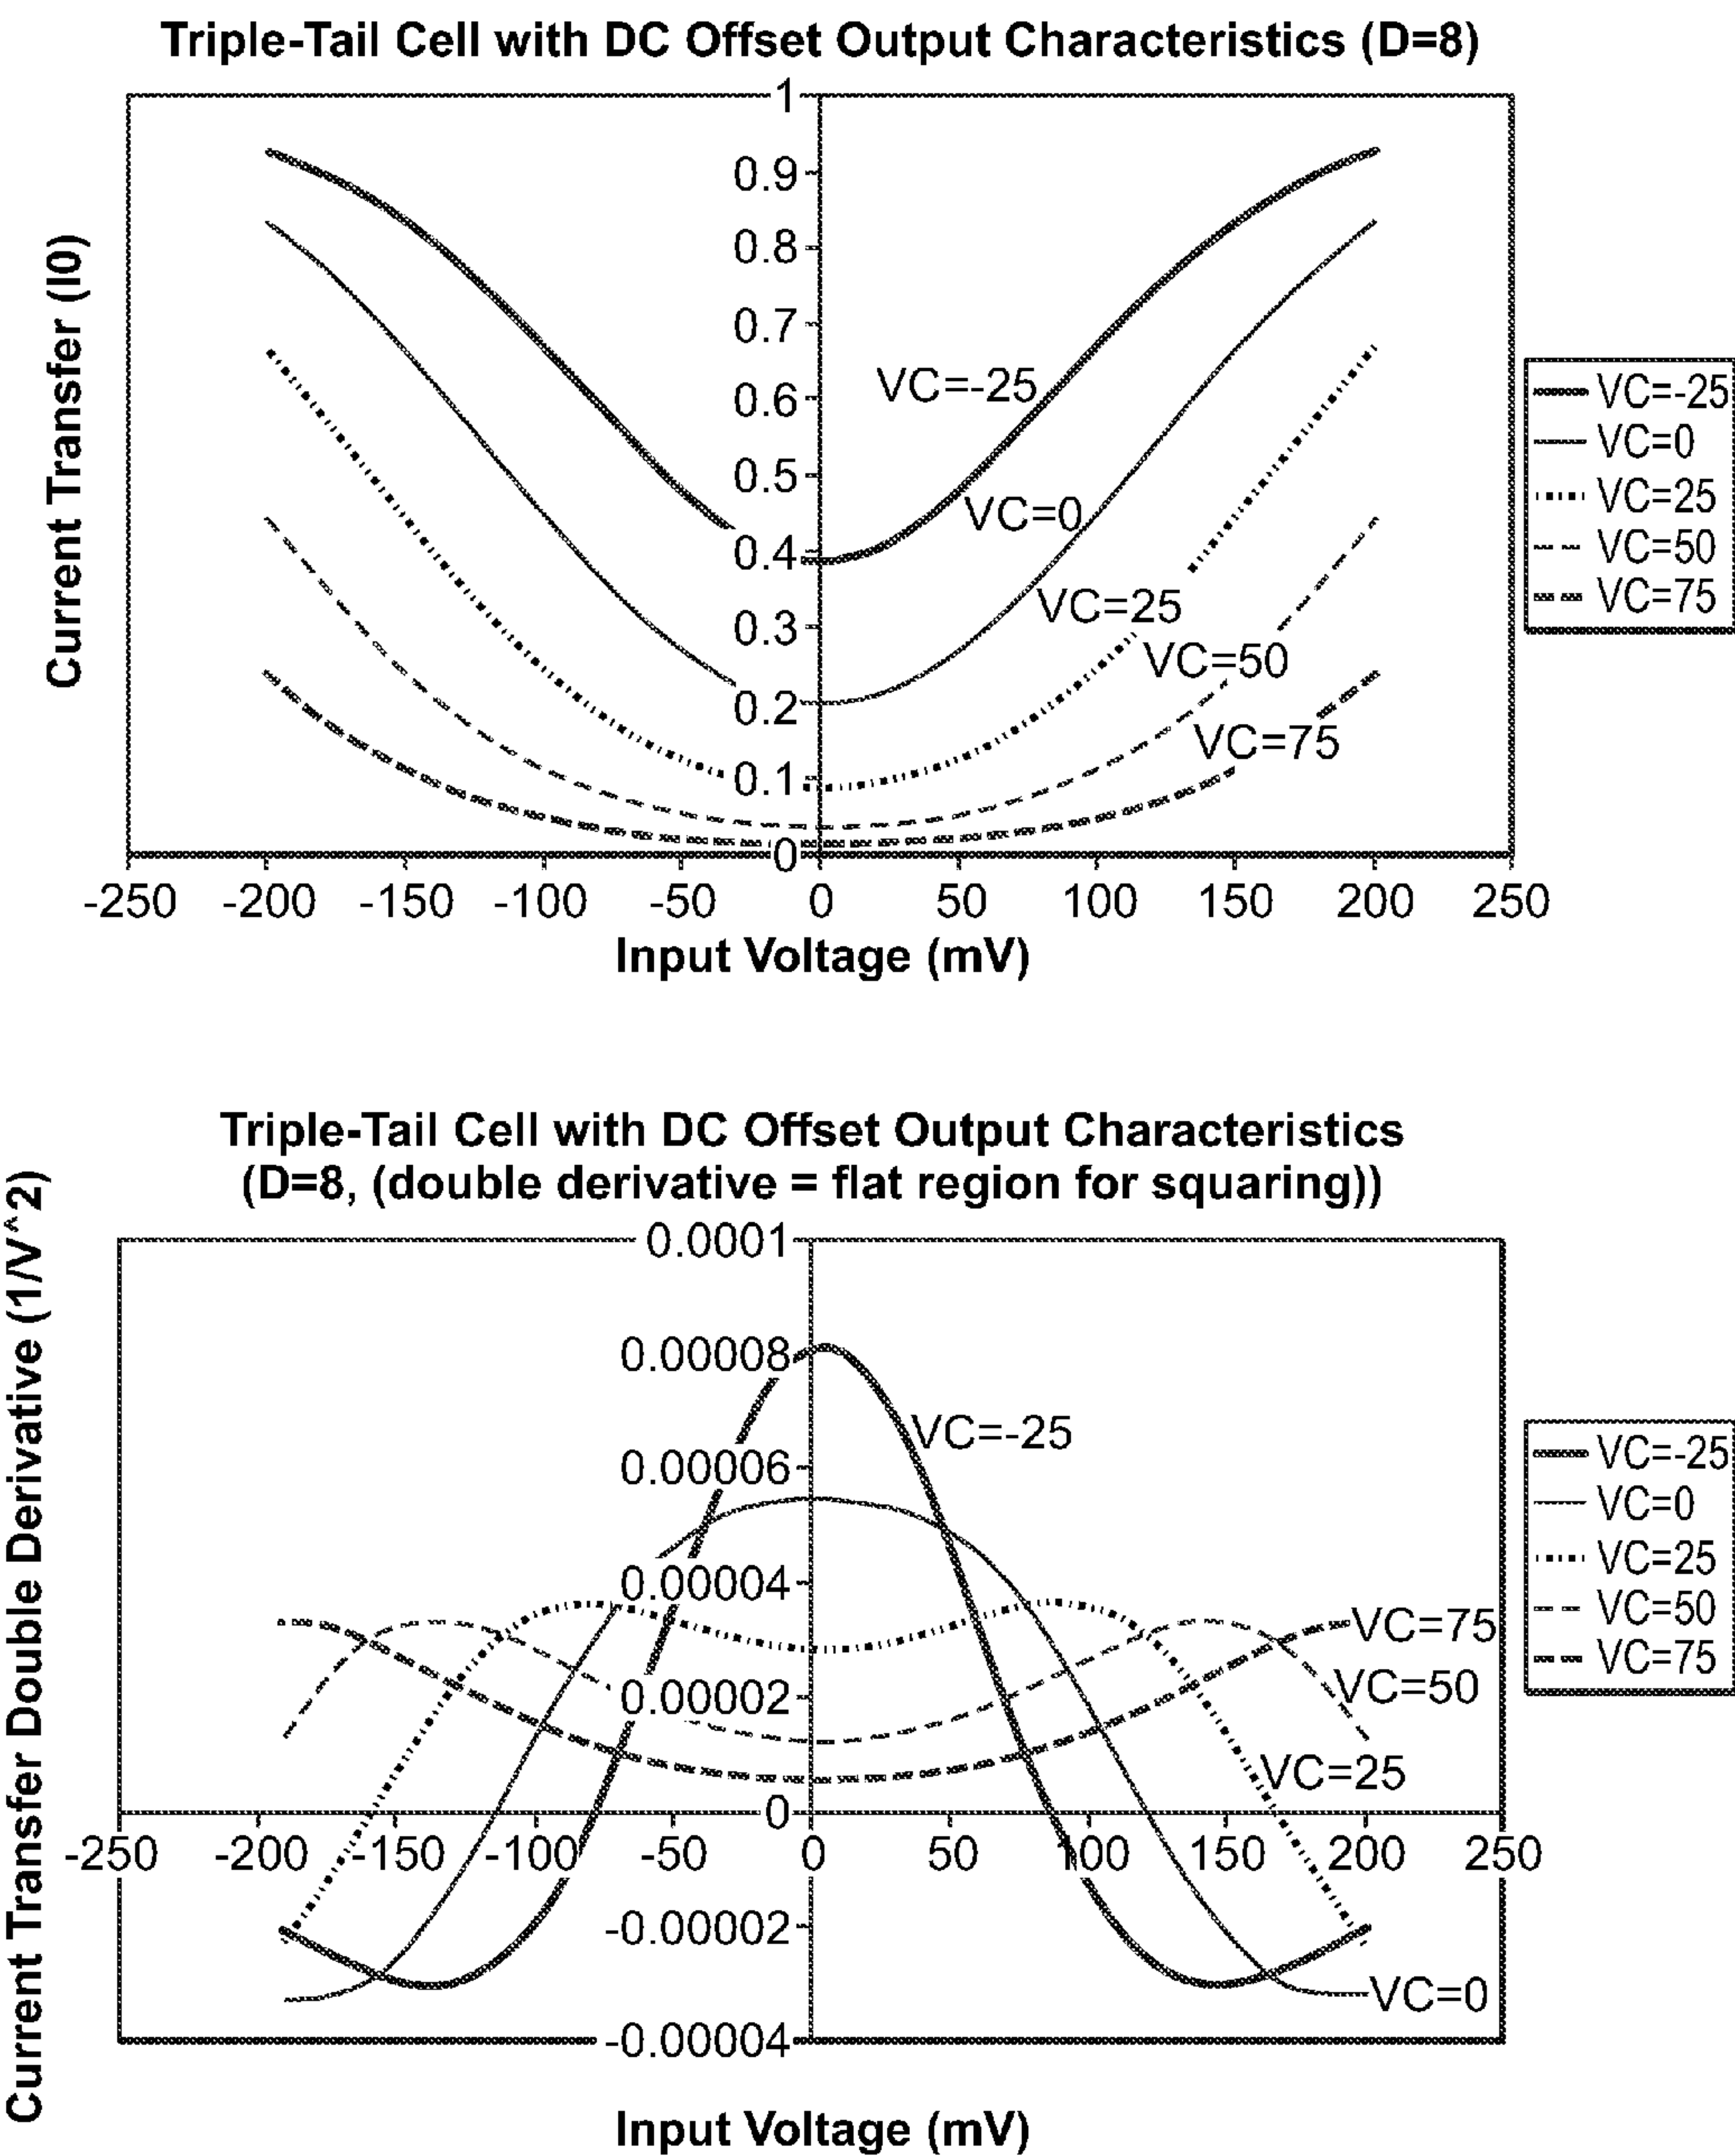 Triple-Tail Cell with DC Offset Output Characteristics (D=8)
Current Transfer (I0)
1
0.9
0.8
0.7
0.6
0.5
0.4
0.3
0.2
0.1
0
VC=-25
VC=0
VC=25
VC=50
VC=75
-250 -200 -150 -100 -50 0 50 100 150 200 250
Input Voltage (mV)
VC=-25
VC=0
VC=25
VC=50
VC=75
Triple-Tail Cell with DC Offset Output Characteristics
(D=8, (double derivative = flat region for squaring))
Current Transfer Double Derivative (1/V^2)
0.0001
0.00008
0.00006
0.00004
0.00002
0
-0.00002
-0.00004
VC=-25
VC=75
VC=50
VC=25
VC=0
-250 -200 -150 -100 -50 0 50 100 150 200 250
Input Voltage (mV)
VC=-25
VC=0
VC=25
VC=50
VC=75